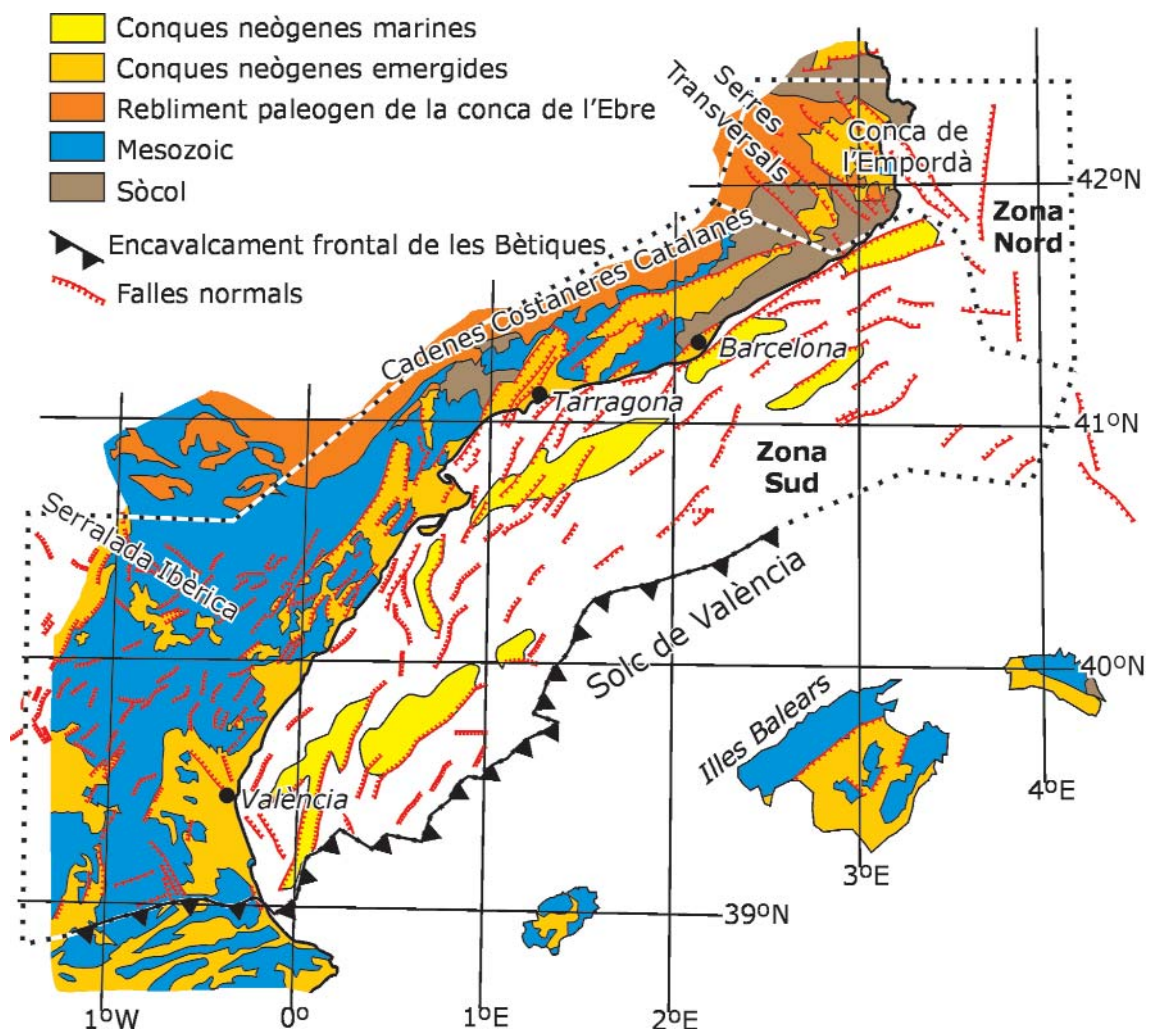 Conques neògenes marines
Conques neògenes emergides
Rebliment paleogen de la conca de l'Ebre
Mesozoic
Sòcol
Encavalcament frontal de les Bètiques
Falles normals
Serres
Transversals
Conca de
l'Empordà
42ºN
Zona
Nord
Cadenes Costaneres Catalanes
Barcelona
Tarragona
41ºN
Zona
Sud
Serralada Ibèrica
Solc de València
40ºN
Illes Balears
València
4ºE
3ºE
39ºN
1ºW
0º
1ºE
2ºE